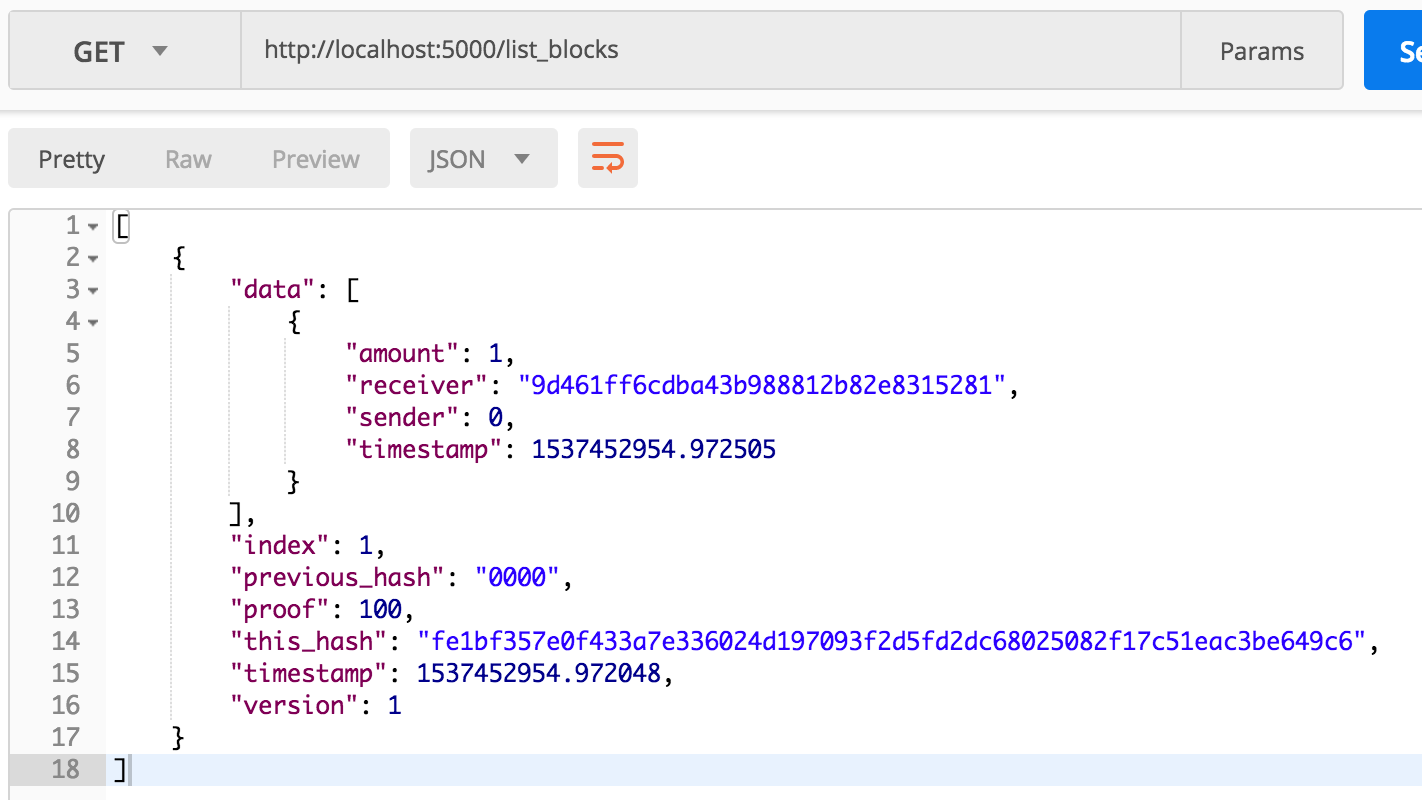 GET http://localhost:5000/list_blocks Params Se
Pretty Raw Preview JSON
1 [
2 {
3 "data": [
4 {
5 "amount": 1,
6 "receiver": "9d461ff6cdba43b988812b82e8315281",
7 "sender": 0,
8 "timestamp": 1537452954.972505
9 }
10 ],
11 "index": 1,
12 "previous_hash": "0000",
13 "proof": 100,
14 "this_hash": "fe1bf357e0f433a7e336024d197093f2d5fd2dc68025082f17c51eac3be649c6",
15 "timestamp": 1537452954.972048,
16 "version": 1
17 }
18 ]